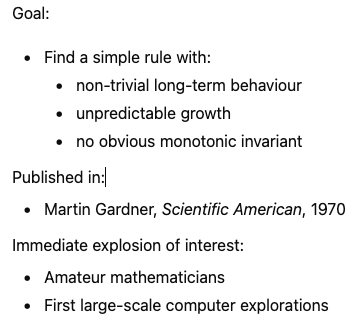 Goal:
• Find a simple rule with:
• non-trivial long-term behaviour
• unpredictable growth
• no obvious monotonic invariant
Published in:
• Martin Gardner, Scientific American, 1970
Immediate explosion of interest:
• Amateur mathematicians
• First large-scale computer explorations